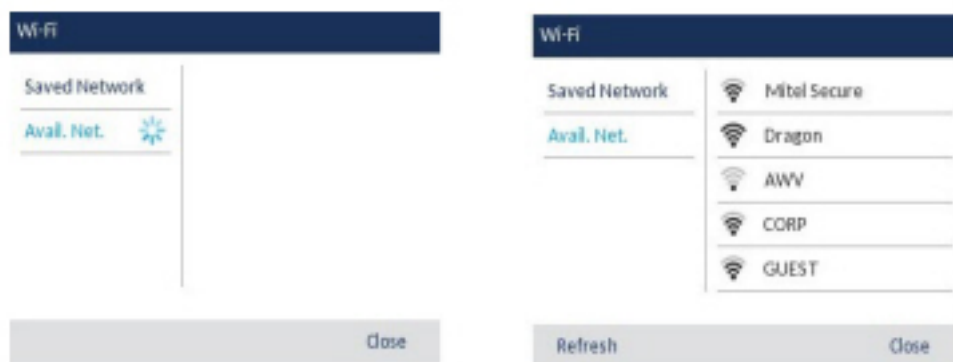 Wi-Fi
Saved Network
Avail. Net.
Close
Wi-Fi
Saved Network
Avail. Net.
Mitel Secure
Dragon
AWV
CORP
GUEST
Refresh
Close